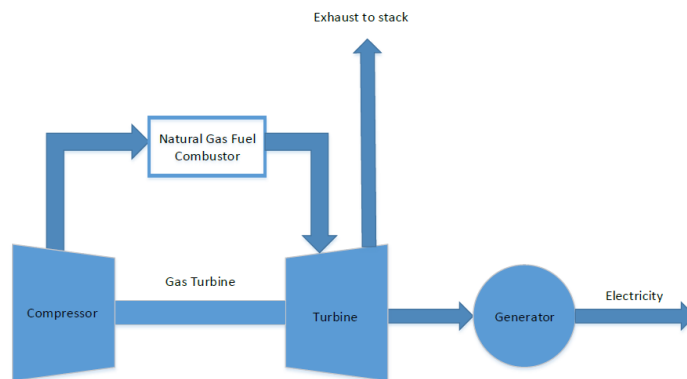 Exhaust to stack
Natural Gas Fuel
Combustor
Gas Turbine
Compressor
Turbine
Generator
Electricity